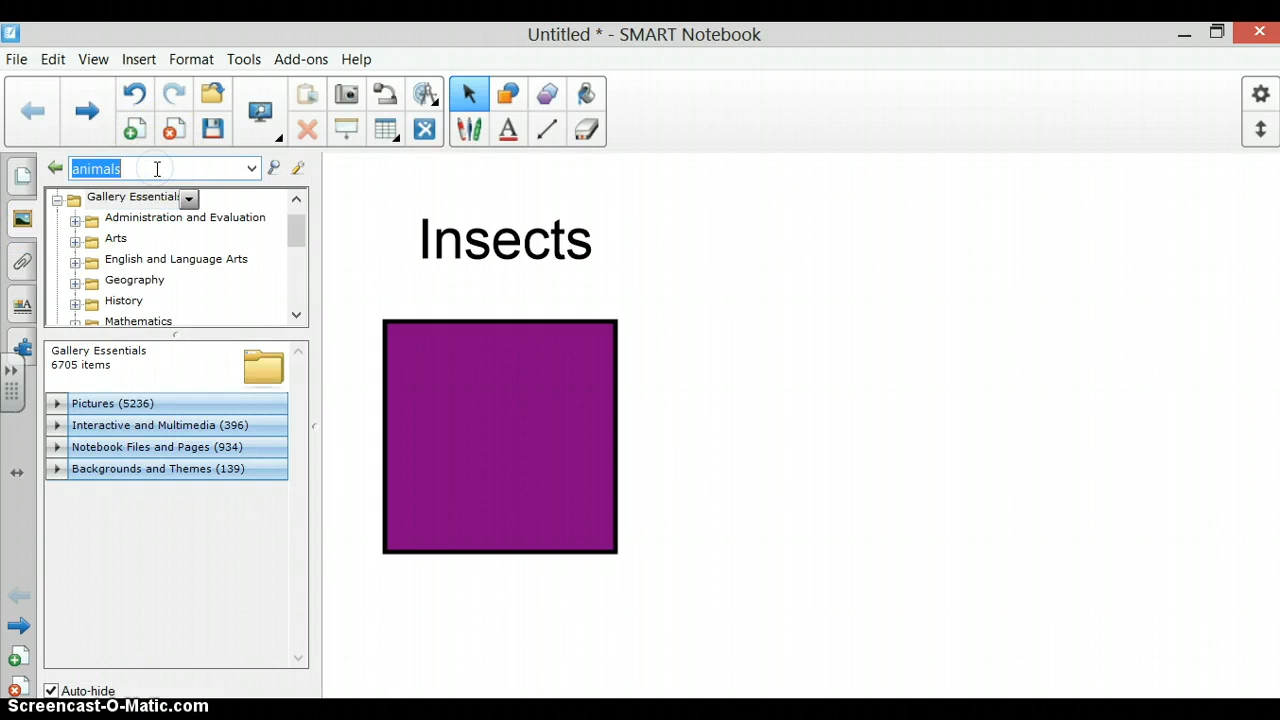 Untitled * - SMART Notebook
File Edit View Insert Format Tools Add-ons Help
animals
Gallery Essentials
Administration and Evaluation
Arts
English and Language Arts
Geography
History
Mathematics
Gallery Essentials
6705 items
Pictures (5236)
Interactive and Multimedia (396)
Notebook Files and Pages (934)
Backgrounds and Themes (139)
Auto-hide
Insects
Screencast-O-Matic.com